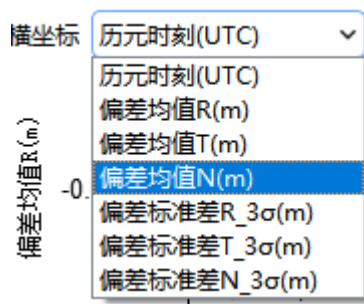 横坐标 历元时刻(UTC)
历元时刻(UTC)
偏差均值R(m)
偏差均值T(m)
偏差均值N(m)
偏差标准差R_3σ(m)
偏差标准差T_3σ(m)
偏差标准差N_3σ(m)
偏差均值R(m)
-0.